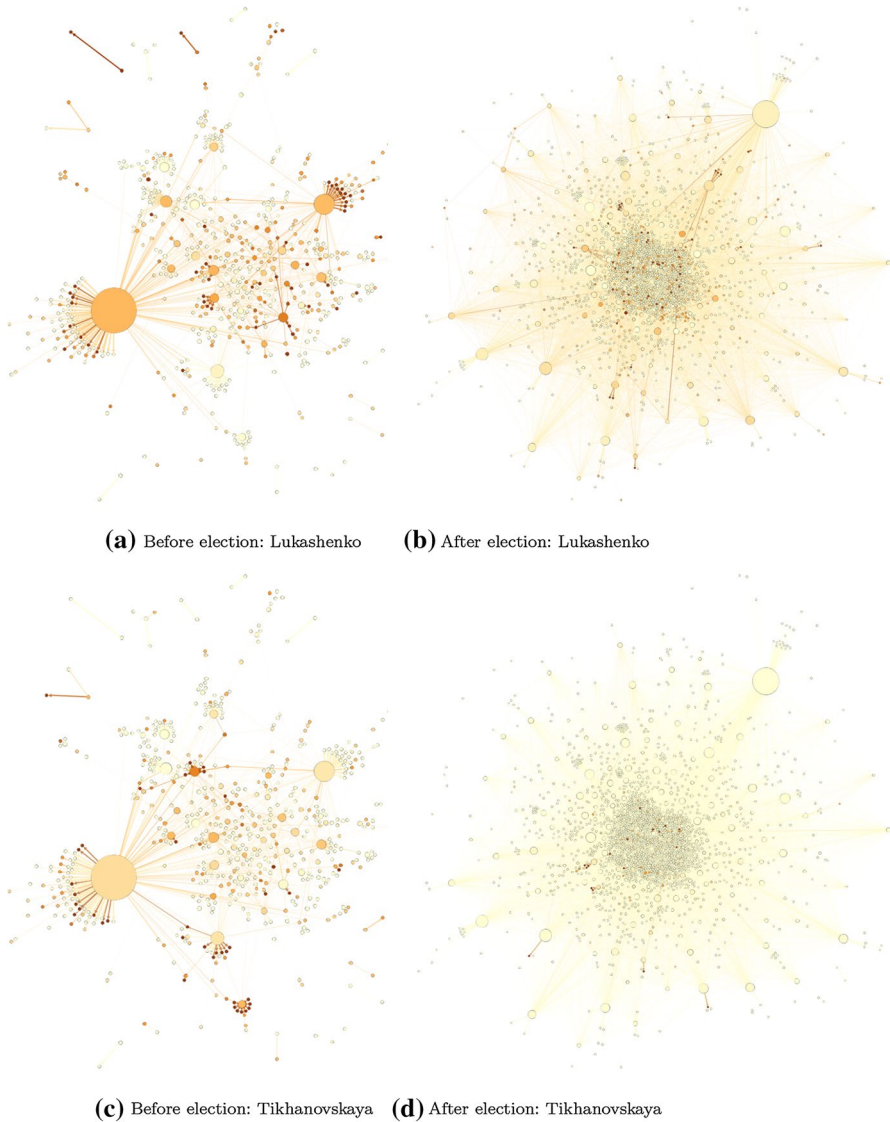 (a) Before election: Lukashenko
(b) After election: Lukashenko
(c) Before election: Tikhanovskaya
(d) After election: Tikhanovskaya